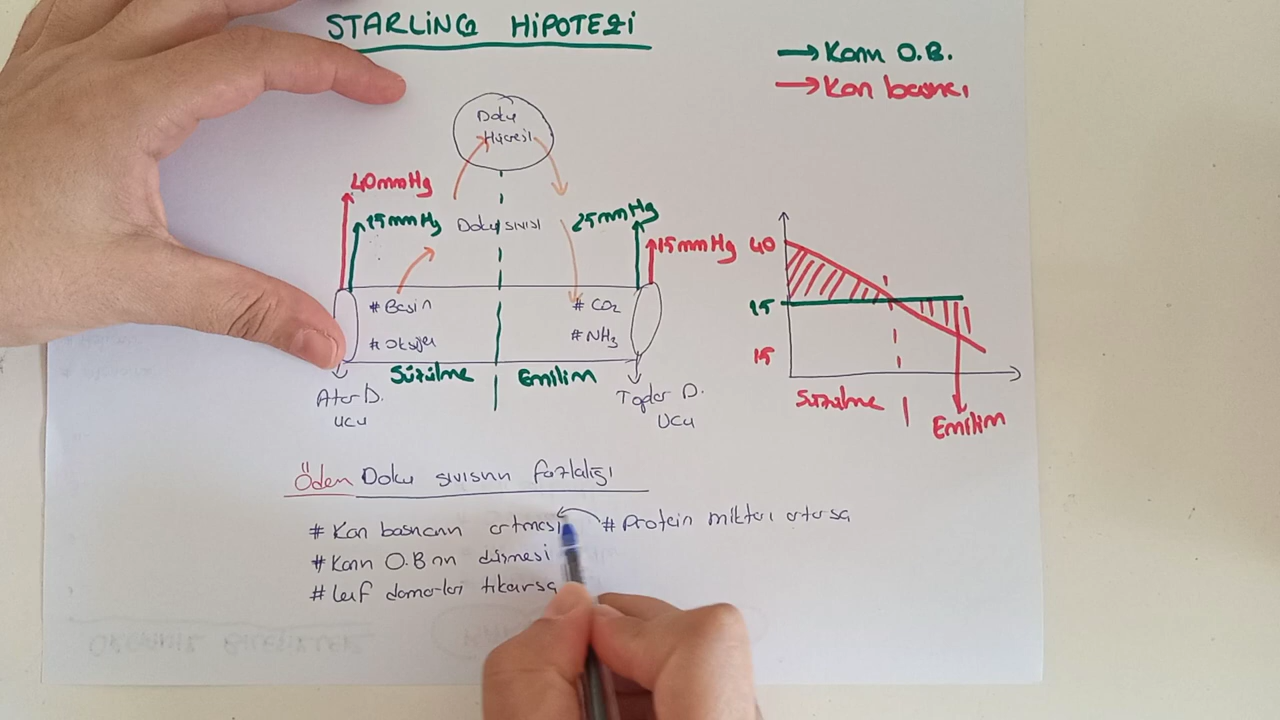 STARLING HİPOTEZİ
→ Kanın O.B.
→ Kan basıncı
Doku
Hücresi
40mmHg
15mmHg
Doku sıvısı
25mmHg
15mmHg
# Besin
# CO₂
# Oksijen
# NH₃
Süzülme
Emilim
Atar D.
Ucu
Toplar D.
Ucu
40
15
15
Süzülme
Emilim
Ödem Doku sıvısının fazlalığı
# Kan basıncının artması
# Protein miktarı artarsa
# Kanın O.B nın düşmesi
# Lenf damarları tıkanırsa